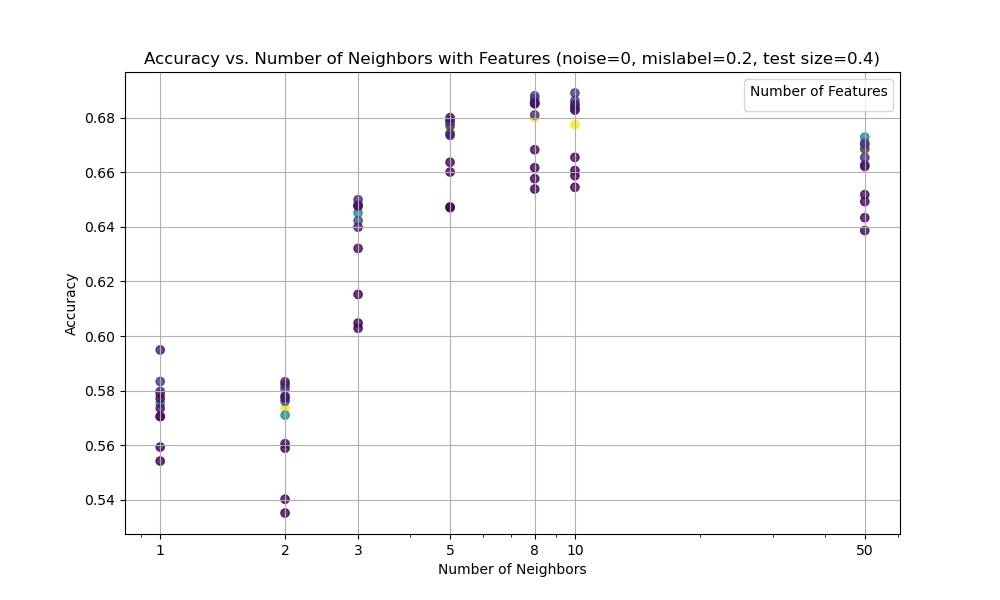 Accuracy vs. Number of Neighbors with Features (noise=0, mislabel=0.2, test size=0.4)
Number of Features
0.68
0.66
0.64
0.62
0.60
0.58
0.56
0.54
Accuracy
1 2 3 5 8 10 50
Number of Neighbors